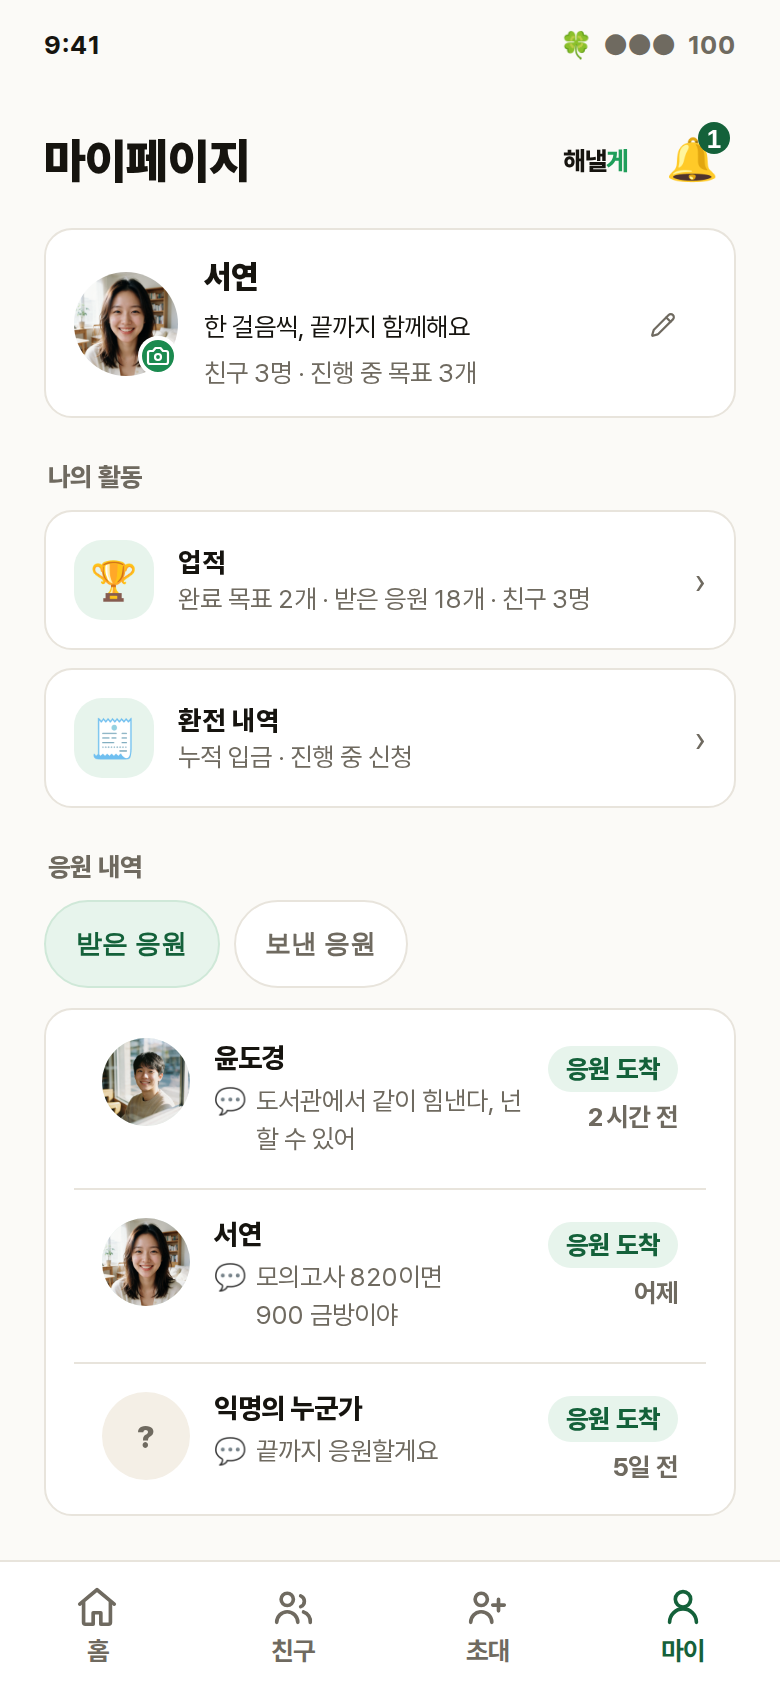 9:41
100
마이페이지
해낼게
1
서연
한 걸음씩, 끝까지 함께해요
친구 3명 · 진행 중 목표 3개
나의 활동
업적
완료 목표 2개 · 받은 응원 18개 · 친구 3명
›
환전 내역
누적 입금 · 진행 중 신청
›
응원 내역
받은 응원
보낸 응원
윤도경
도서관에서 같이 힘낸다, 넌
할 수 있어
응원 도착
2시간 전
서연
모의고사 820이면
900 금방이야
응원 도착
어제
?
익명의 누군가
끝까지 응원할게요
응원 도착
5일 전
홈
친구
초대
마이